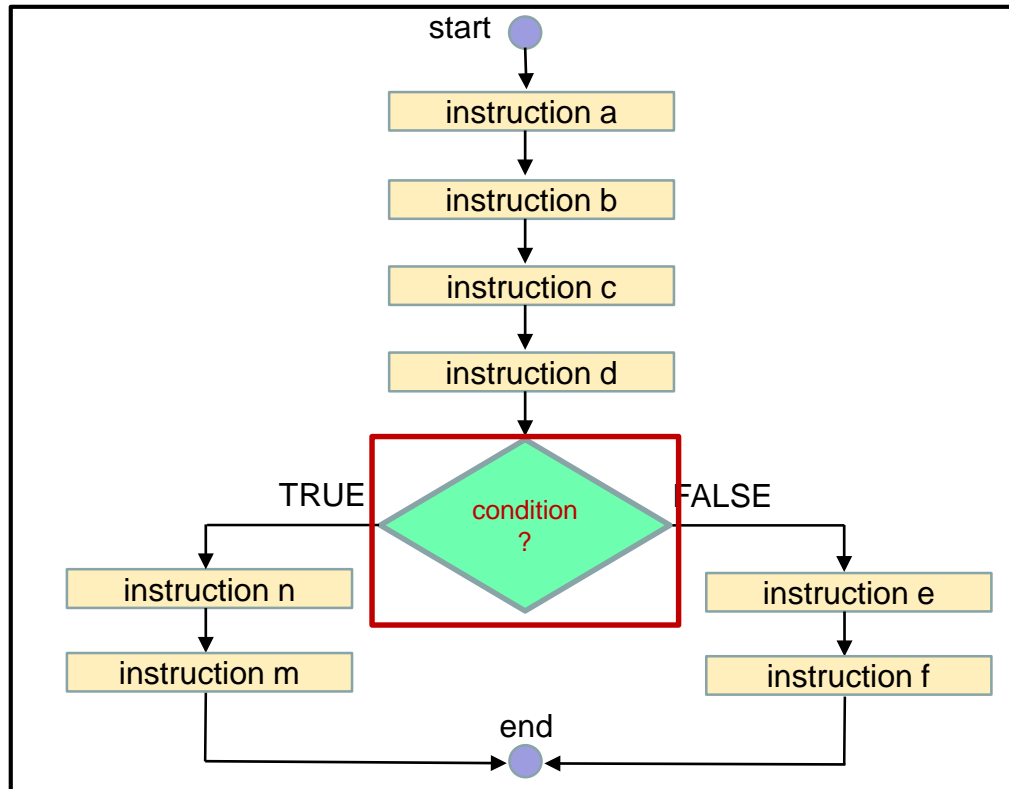 start
instruction a
instruction b
instruction c
instruction d
TRUE
condition
?
FALSE
instruction n
instruction m
instruction e
instruction f
end